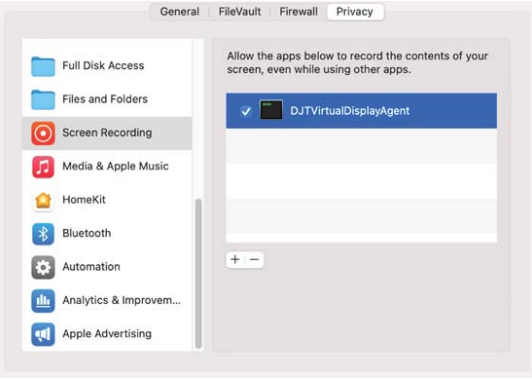 General FileVault Firewall Privacy
Full Disk Access
Files and Folders
Screen Recording
Media & Apple Music
HomeKit
Bluetooth
Automation
Analytics & Improvem...
Apple Advertising
Allow the apps below to record the contents of your
screen, even while using other apps.
DJTVirtualDisplayAgent
+ −